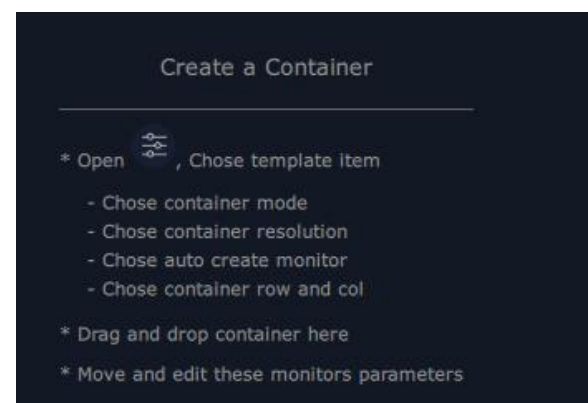 Create a Container
* Open , Chose template item
- Chose container mode
- Chose container resolution
- Chose auto create monitor
- Chose container row and col
* Drag and drop container here
* Move and edit these monitors parameters